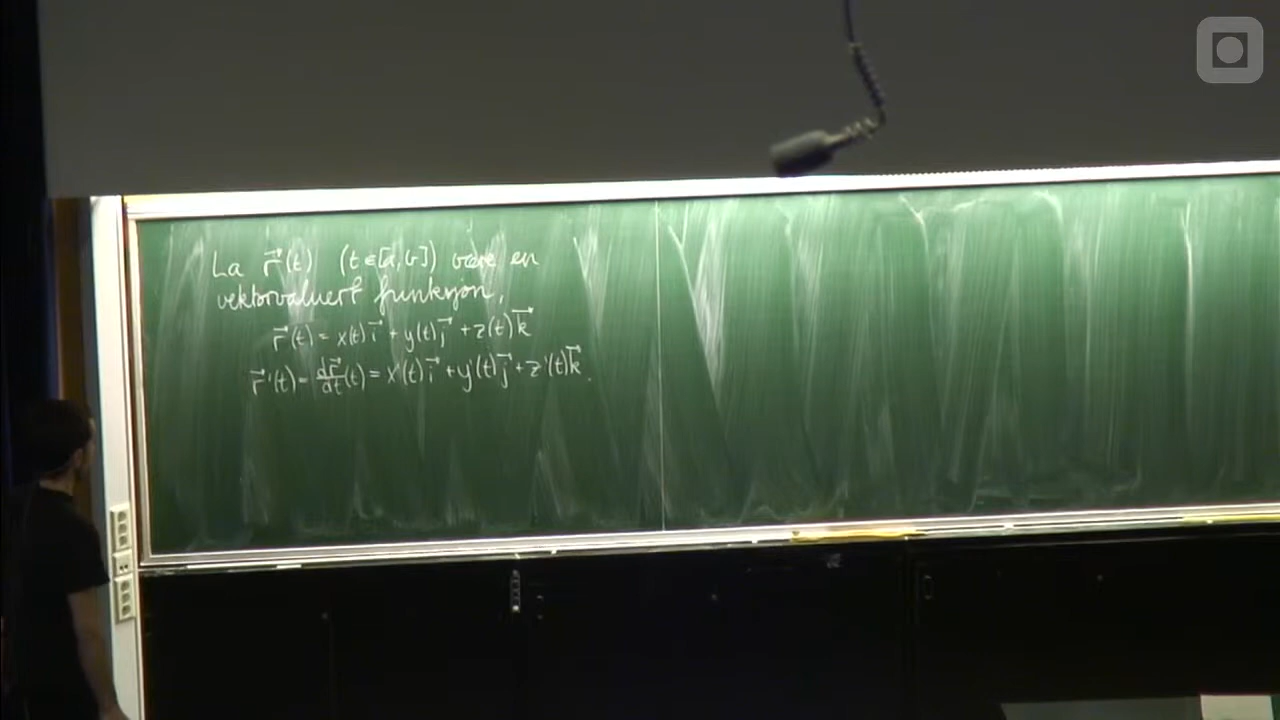 La r⃗(t) (t∈[a,b]) være en
vektorvaluert funksjon,
r⃗(t) = x(t)i⃗ + y(t)j⃗ + z(t)k⃗
r⃗'(t) = dr⃗/dt(t) = x'(t)i⃗ + y'(t)j⃗ + z'(t)k⃗.